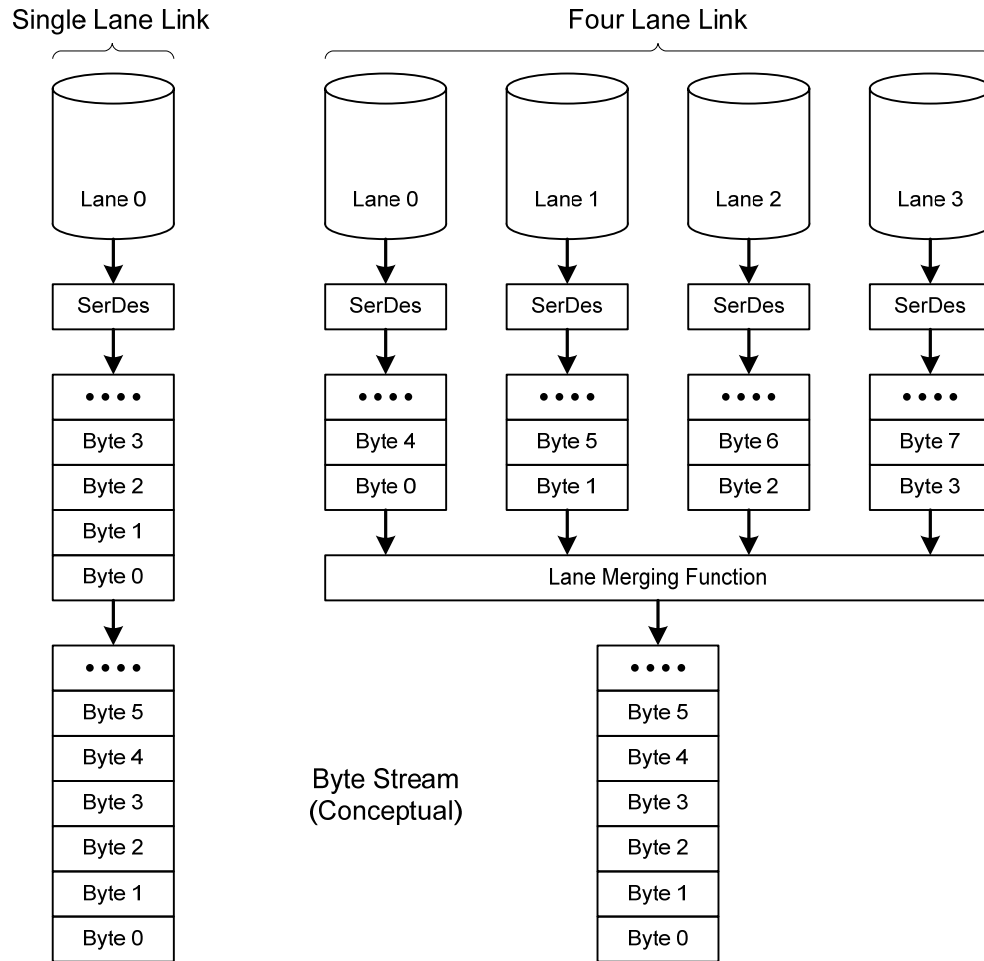 Single Lane Link
Four Lane Link
Lane 0
Lane 0
Lane 1
Lane 2
Lane 3
SerDes
SerDes
SerDes
SerDes
SerDes
••••
••••
••••
••••
••••
Byte 3
Byte 4
Byte 5
Byte 6
Byte 7
Byte 2
Byte 0
Byte 1
Byte 2
Byte 3
Byte 1
Byte 0
Lane Merging Function
••••
••••
Byte 5
Byte 5
Byte 4
Byte 4
Byte Stream
(Conceptual)
Byte 3
Byte 3
Byte 2
Byte 2
Byte 1
Byte 1
Byte 0
Byte 0